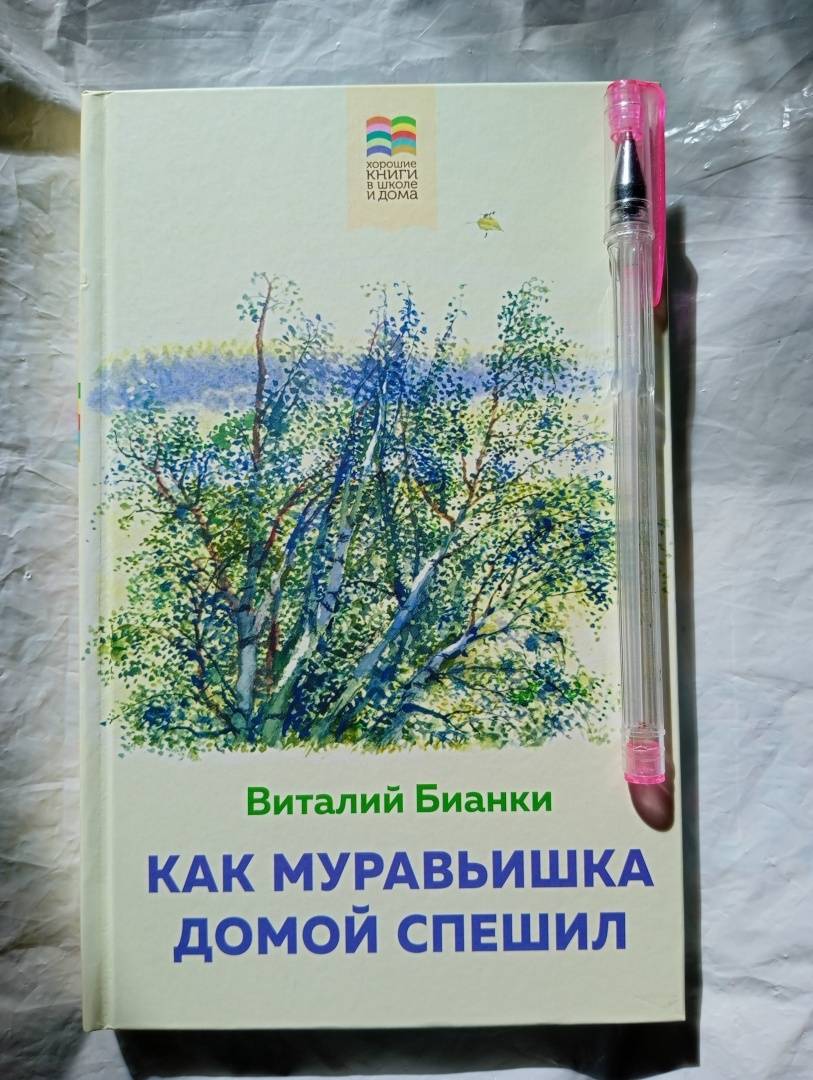 хорошие
КНИГИ
В ШКОЛЕ
И ДОМА
Виталий Бианки
КАК МУРАВЬИШКА
ДОМОЙ СПЕШИЛ